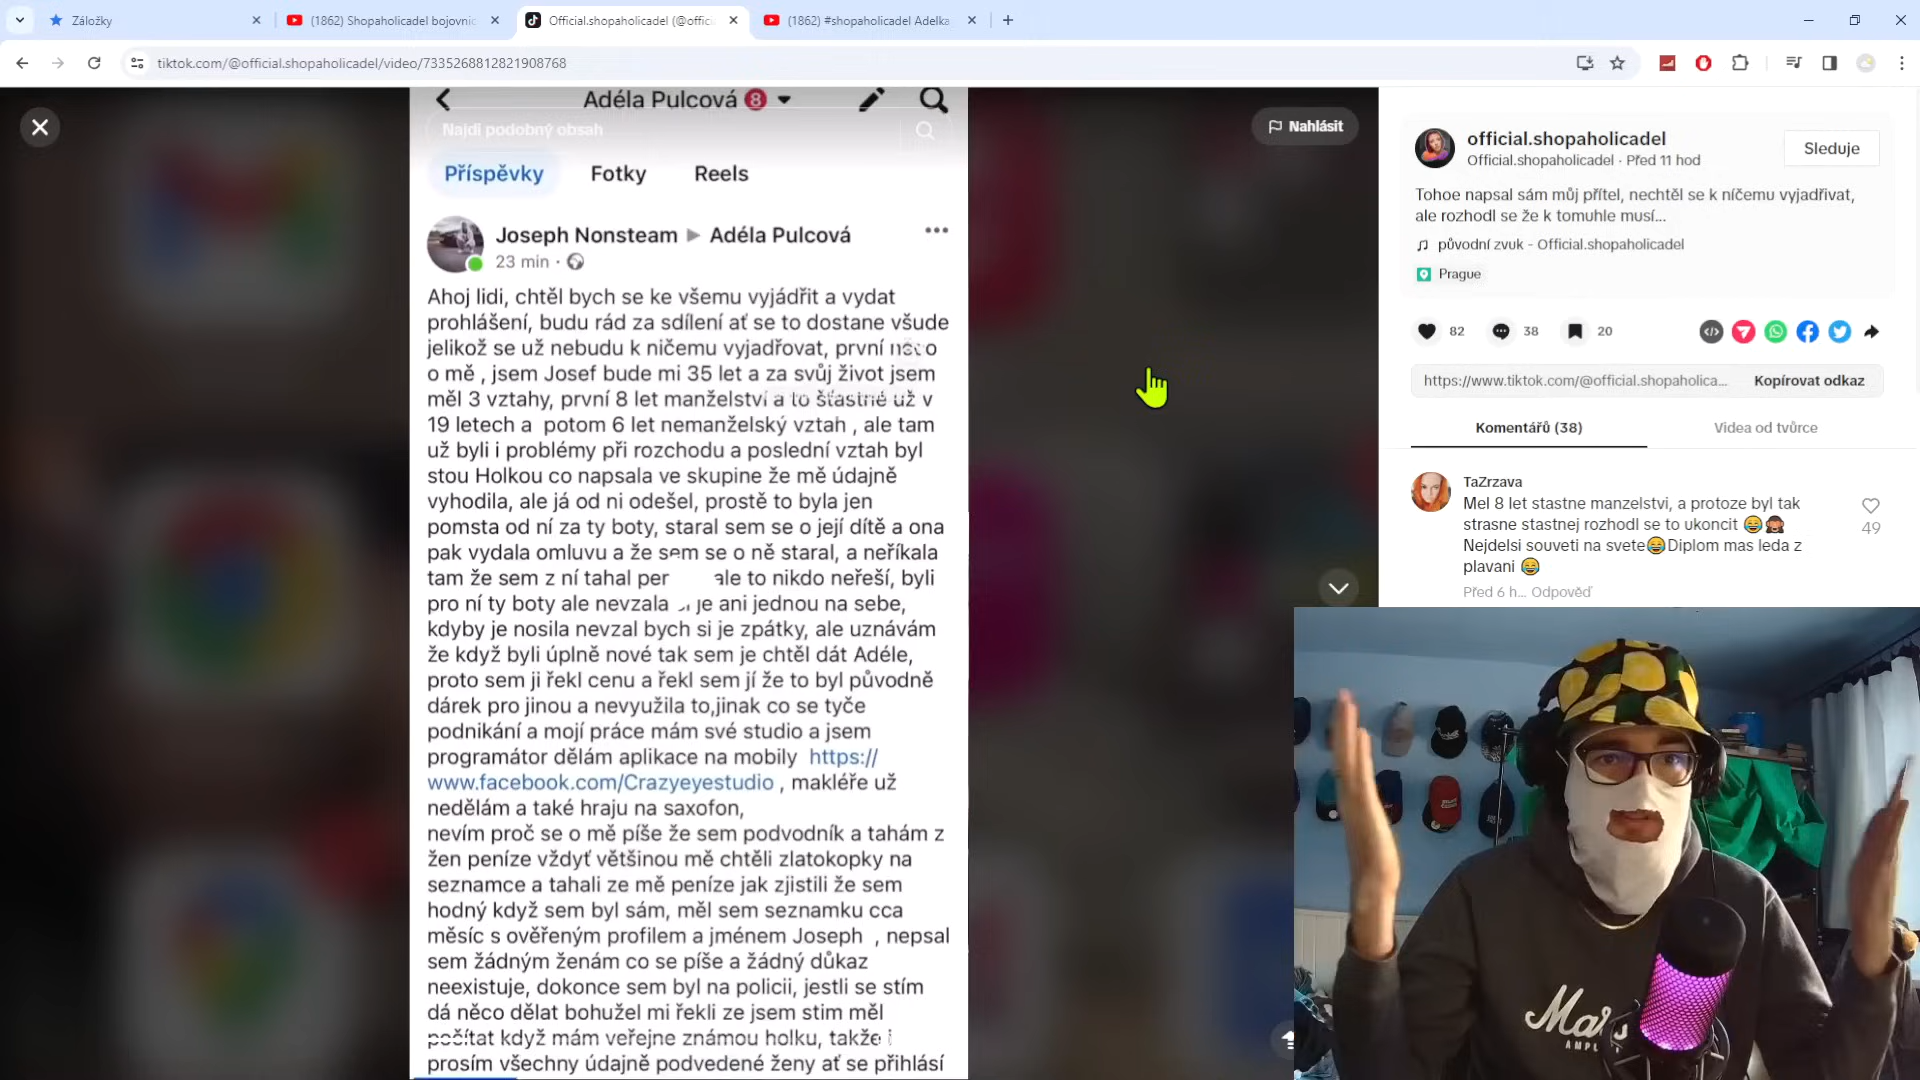 Záložky
(1862) Shopaholicadel bojovnic
Official.shopaholicadel (@offici
(1862) #shopaholicadel Adelka
tiktok.com/@official.shopaholicadel/video/7335268812821908768
Adéla Pulcová 8
Najdi podobný obsah
Nahlásit
Příspěvky Fotky Reels
Joseph Nonsteam ▸ Adéla Pulcová
23 min ·
Ahoj lidi, chtěl bych se ke všemu vyjádřit a vydat
prohlášení, budu rád za sdílení ať se to dostane všude
jelikož se už nebudu k ničemu vyjadřovat, první o
o mě , jsem Josef bude mi 35 let a za svůj život jsem
měl 3 vztahy, první 8 let manželství a to šťastné už v
19 letech a potom 6 let nemanželský vztah , ale tam
už byli i problémy při rozchodu a poslední vztah byl
stou Holkou co napsala ve skupine že mě údajně
vyhodila, ale já od ni odešel, prostě to byla jen
pomsta od ní za ty boty, staral sem se o její dítě a ona
pak vydala omluvu a že sem se o ně staral, a neříkala
tam že sem z ní tahal per ale to nikdo neřeší, byli
pro ní ty boty ale nevzala si je ani jednou na sebe,
kdyby je nosila nevzal bych si je zpátky, ale uznávám
že když byli úplně nové tak sem je chtěl dát Adéle,
proto sem ji řekl cenu a řekl sem jí že to byl původně
dárek pro jinou a nevyužila to,jinak co se tyče
podnikání a mojí práce mám své studio a jsem
programátor dělám aplikace na mobily https://
www.facebook.com/Crazyeyestudio , makléře už
nedělám a také hraju na saxofon,
nevím proč se o mě píše že sem podvodník a tahám z
žen peníze vždyť většinou mě chtěli zlatokopky na
seznamce a tahali ze mě peníze jak zjistili že sem
hodný když sem byl sám, měl sem seznamku cca
měsíc s ověřeným profilem a jménem Joseph , nepsal
sem žádným ženám co se píše a žádný důkaz
neexistuje, dokonce sem byl na policii, jestli se stím
dá něco dělat bohužel mi řekli ze jsem stim měl
počítat když mám veřejne známou holku, takže i
prosím všechny údajně podvedené ženy ať se přihlásí
official.shopaholicadel
Official.shopaholicadel · Před 11 hod
Sleduje
Tohoe napsal sám můj přítel, nechtěl se k níčemu vyjadřivat,
ale rozhodl se že k tomuhle musí...
původní zvuk - Official.shopaholicadel
Prague
82 38 20
https://www.tiktok.com/@official.shopaholica...
Kopírovat odkaz
Komentářů (38)
Videa od tvůrce
TaZrzava
Mel 8 let stastne manzelstvi, a protoze byl tak
strasne stastnej rozhodl se to ukoncit 😂🙈
Nejdelsi souveti na svete😂Diplom mas leda z
plavani 😂
49
Před 6 h... Odpověď